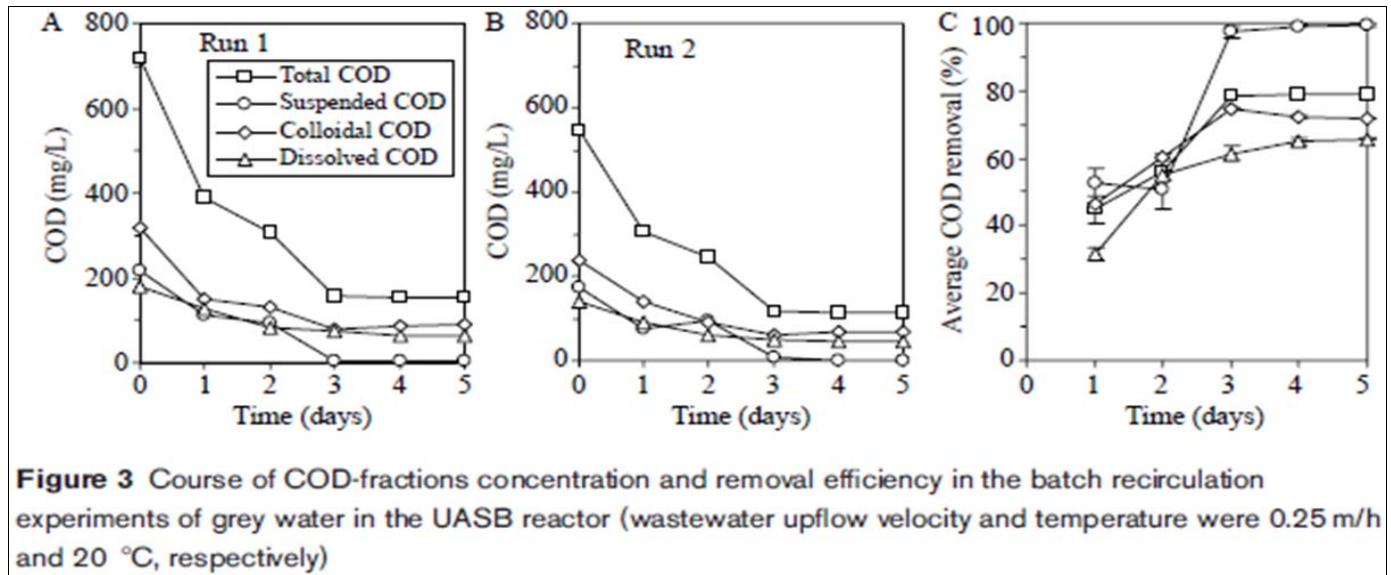 A
800
600
400
200
0
COD (mg/L)
Run 1
Total COD
Suspended COD
Colloidal COD
Dissolved COD
0 1 2 3 4 5
Time (days)
B
800
600
400
200
0
COD (mg/L)
Run 2
0 1 2 3 4 5
Time (days)
C
100
80
60
40
20
0
Average COD removal (%)
0 1 2 3 4 5
Time (days)
Figure 3 Course of COD-fractions concentration and removal efficiency in the batch recirculation
experiments of grey water in the UASB reactor (wastewater upflow velocity and temperature were 0.25 m/h
and 20 °C, respectively)